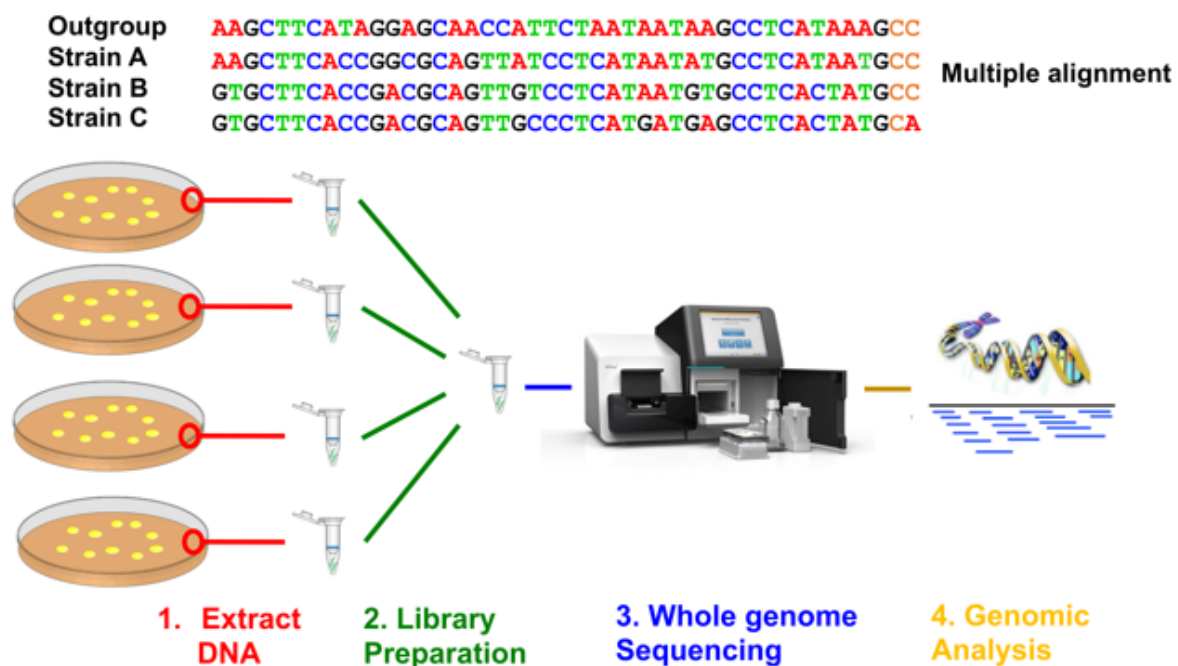 Outgroup AAGCTTCATAGGAGCAACCATTCTAATAATAAGCCTCATAAAGCC
Strain A AAGCTTCACCGGCGCAGTTATCCTCATAATATGCCTCATAATGCC
Multiple alignment
Strain B GTGCTTCACCGACGCAGTTGTCCTCATAATGTGCCTCACTATGCC
Strain C GTGCTTCACCGACGCAGTTGCCCTCATGATGAGCCTCACTATGCA
1. Extract
DNA
2. Library
Preparation
3. Whole genome
Sequencing
4. Genomic
Analysis